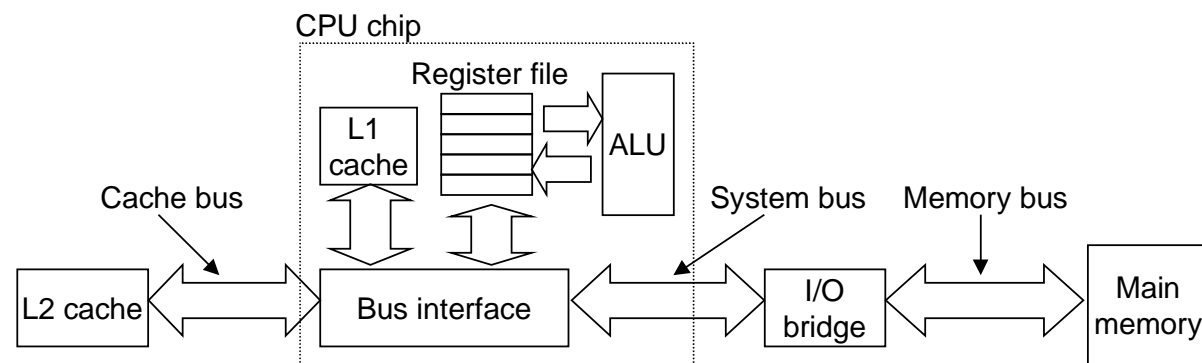 CPU chip
Register file
L1
cache
ALU
Cache bus
System bus
Memory bus
L2 cache
Bus interface
I/O
bridge
Main
memory